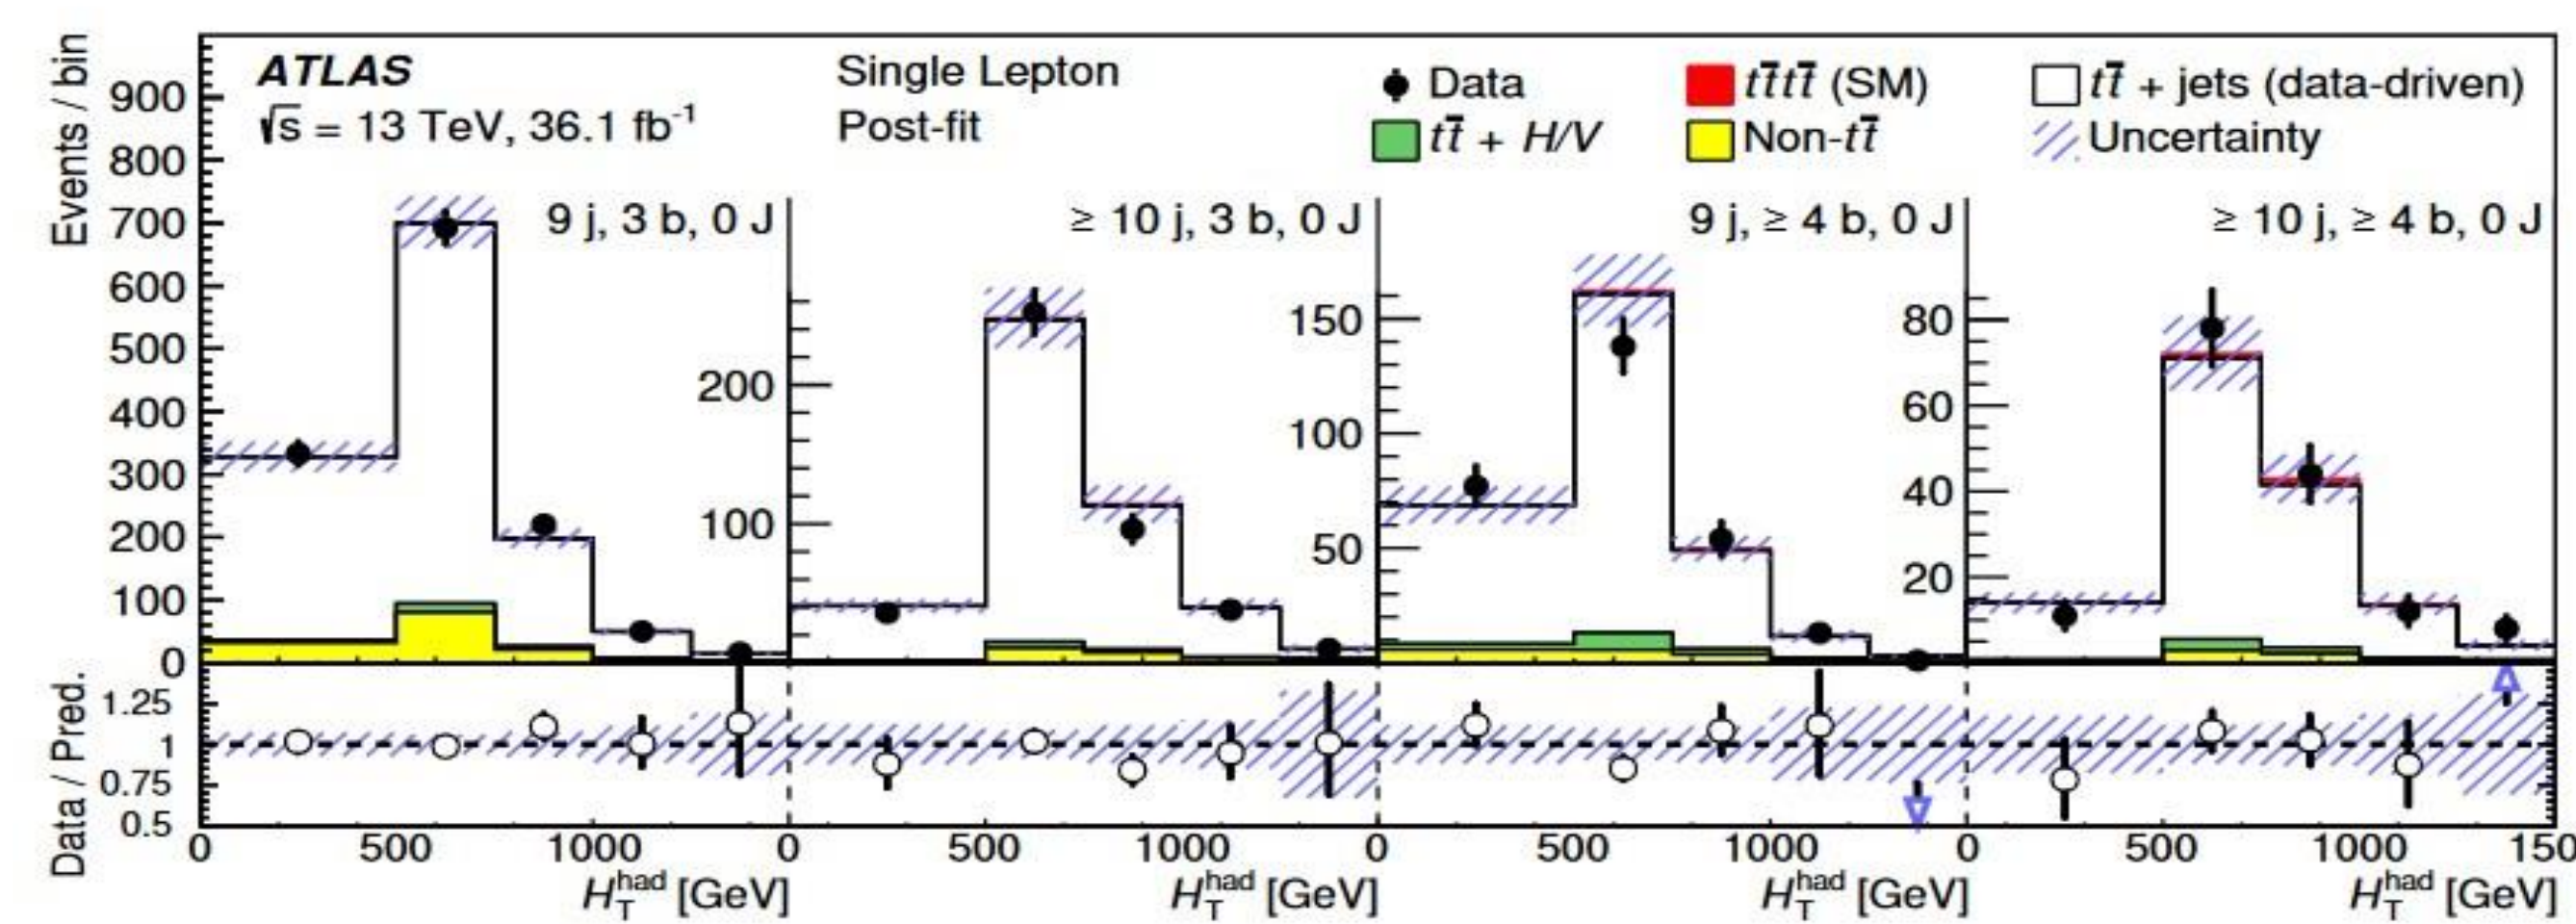 ATLAS
√s = 13 TeV, 36.1 fb⁻¹
Single Lepton
Post-fit
Data
tt̄tt̄ (SM)
tt̄ + jets (data-driven)
tt̄ + H/V
Non-tt̄
Uncertainty
Events / bin
900
800
700
600
500
400
300
200
100
0
9 j, 3 b, 0 J
200
100
≥ 10 j, 3 b, 0 J
150
100
50
9 j, ≥ 4 b, 0 J
80
60
40
20
≥ 10 j, ≥ 4 b, 0 J
Data / Pred.
1.25
1
0.75
0.5
0 500 1000 0 500 1000 0 500 1000 0 500 1000 150
H_T^had [GeV] H_T^had [GeV] H_T^had [GeV] H_T^had [GeV]